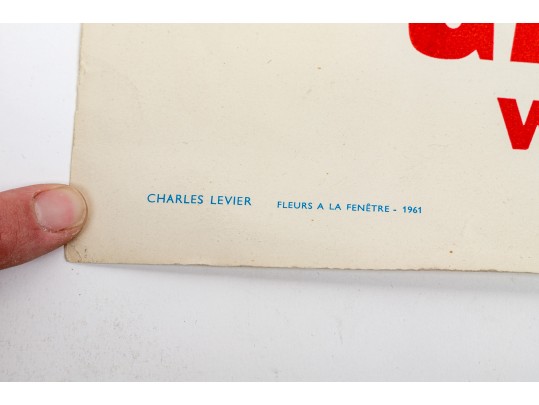 CHARLES LEVIER FLEURS A LA FENÊTRE - 1961